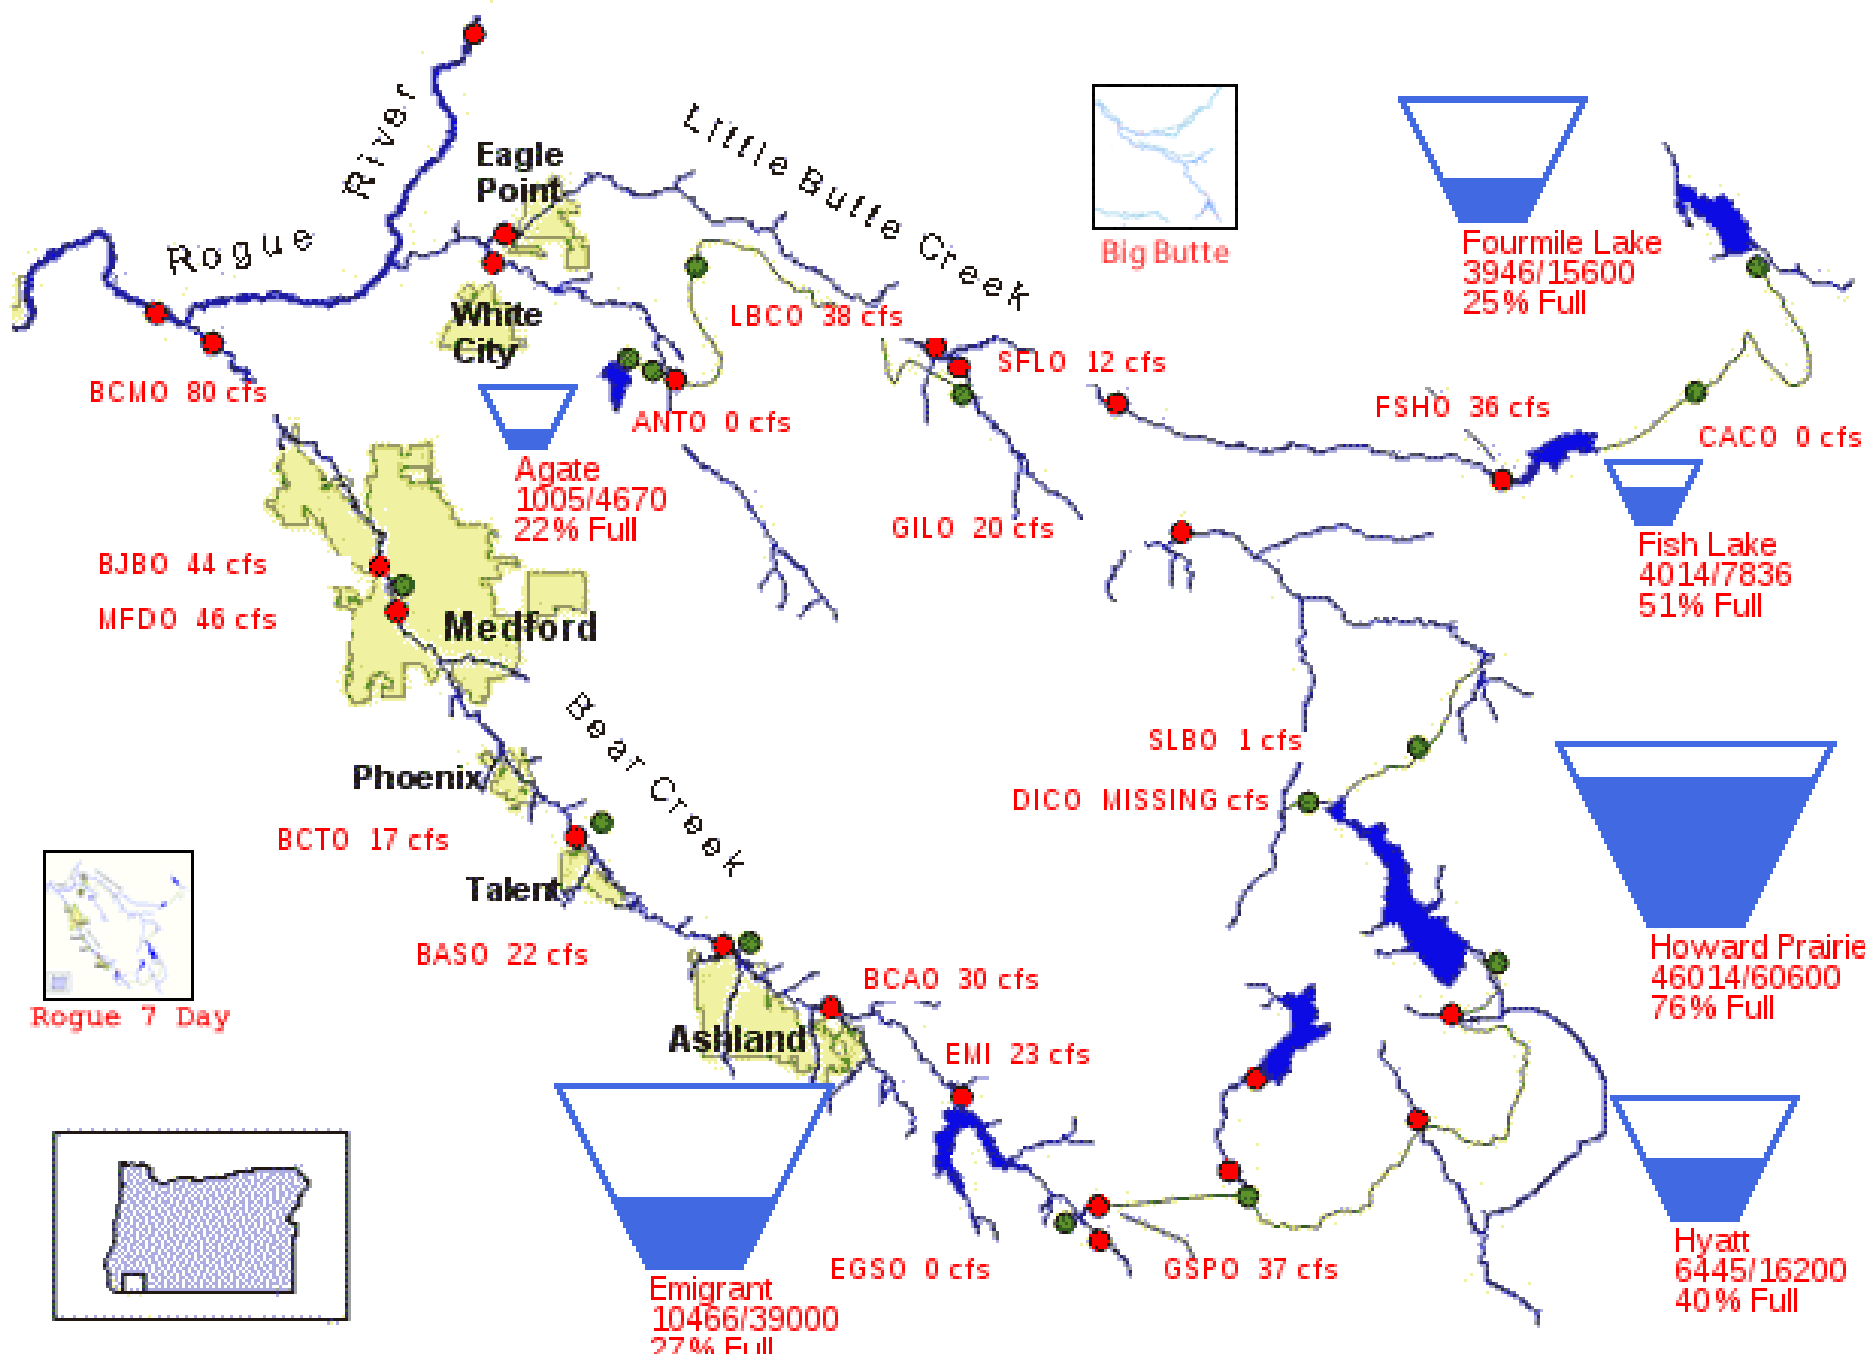 Rogue
River
Little Butte Creek
Eagle
Point
White
City
Big Butte
Fourmile Lake
3946/15600
25% Full
LBCO 38 cfs
SFLO 12 cfs
BCMO 80 cfs
ANTO 0 cfs
FSHO 36 cfs
CACO 0 cfs
Agate
1005/4670
22% Full
GILO 20 cfs
Fish Lake
4014/7836
51% Full
BJBO 44 cfs
MFDO 46 cfs
Medford
Bear Creek
SLBO 1 cfs
Phoenix
DICO MISSING cfs
BCTO 17 cfs
Talent
BASO 22 cfs
Howard Prairie
46014/60600
76% Full
BCAO 30 cfs
Rogue 7 Day
Ashland
EMI 23 cfs
EGSO 0 cfs
GSPO 37 cfs
Hyatt
6445/16200
40% Full
Emigrant
10466/39000
27% Full